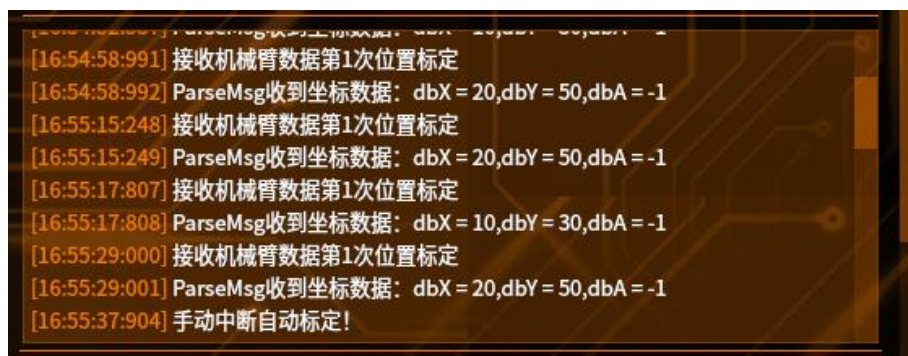 [16:54:58:991] 接收机械臂数据第1次位置标定
[16:54:58:992] ParseMsg收到坐标数据：dbX = 20,dbY = 50,dbA = -1
[16:55:15:248] 接收机械臂数据第1次位置标定
[16:55:15:249] ParseMsg收到坐标数据：dbX = 20,dbY = 50,dbA = -1
[16:55:17:807] 接收机械臂数据第1次位置标定
[16:55:17:808] ParseMsg收到坐标数据：dbX = 10,dbY = 30,dbA = -1
[16:55:29:000] 接收机械臂数据第1次位置标定
[16:55:29:001] ParseMsg收到坐标数据：dbX = 20,dbY = 50,dbA = -1
[16:55:37:904] 手动中断自动标定！